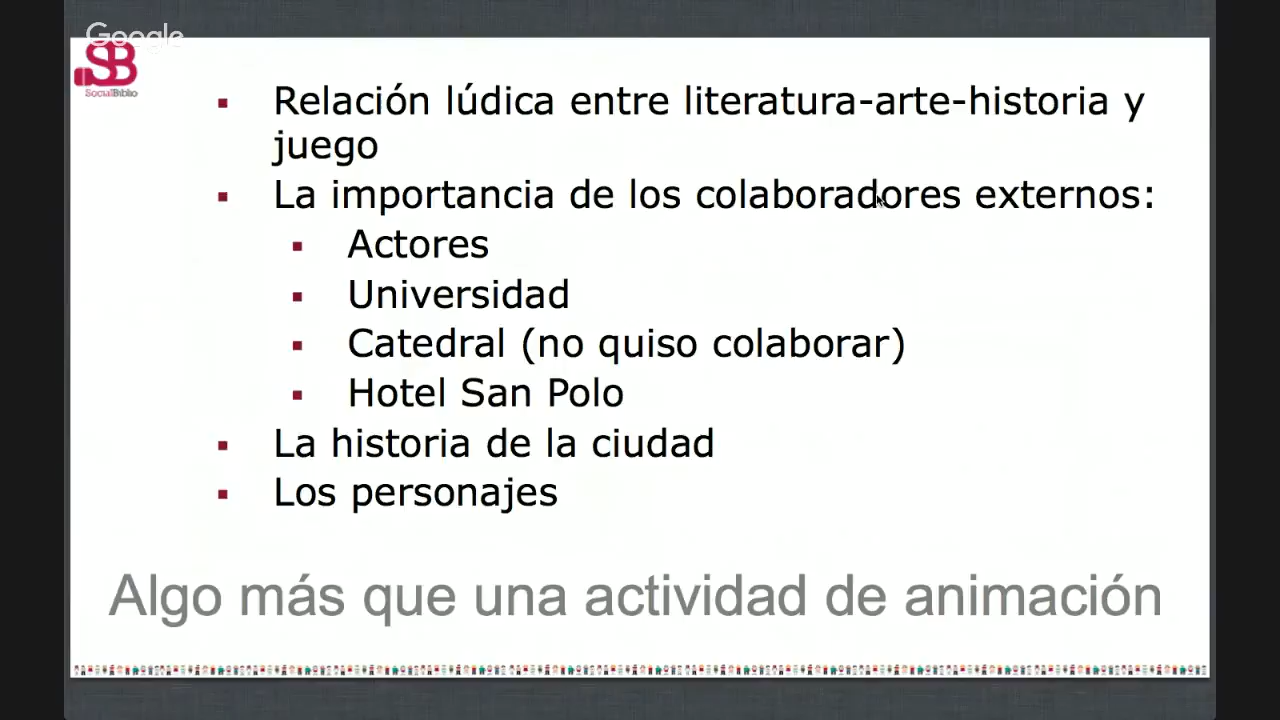 Google
SB
SocialBiblio
Relación lúdica entre literatura-arte-historia y
juego
La importancia de los colaboradores externos:
Actores
Universidad
Catedral (no quiso colaborar)
Hotel San Polo
La historia de la ciudad
Los personajes
Algo más que una actividad de animación